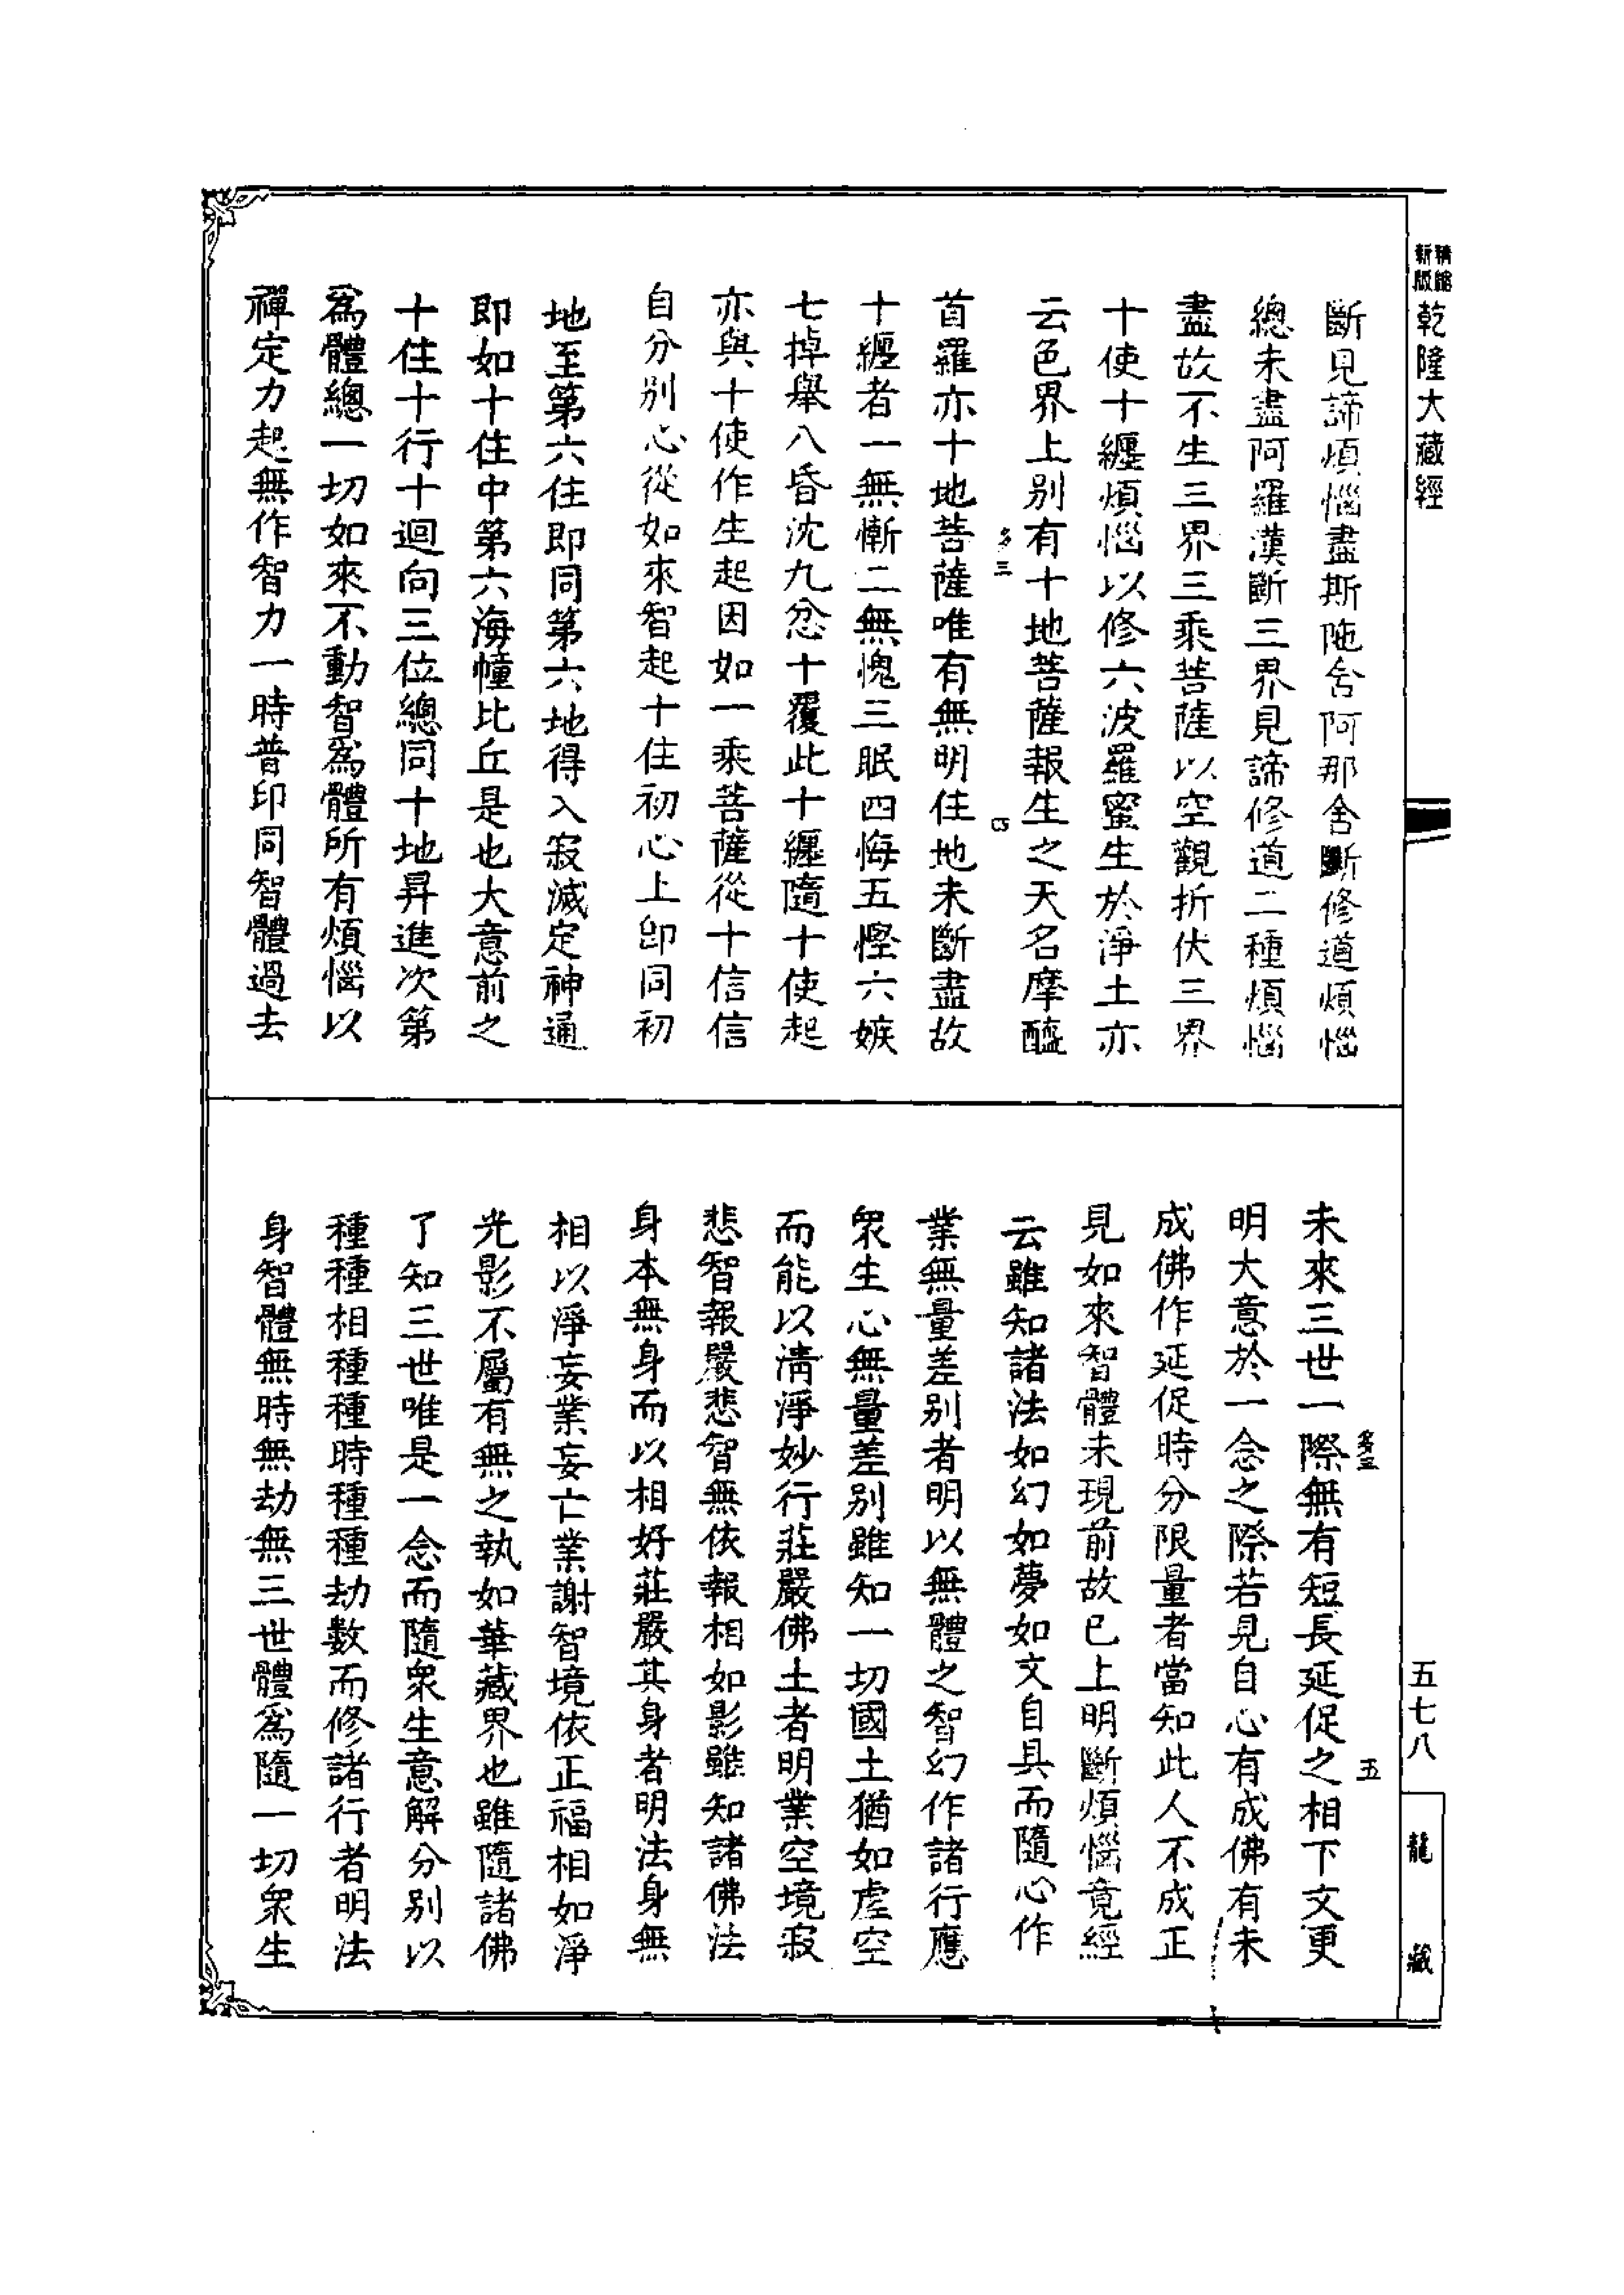 精縮新版
乾隆大藏經
斷見諦煩惱盡斯陁含阿那含斷修道煩惱
總未盡阿羅漢斷三界見諦修道二種煩惱
盡故不生三界三乘菩薩以空觀折伏三界
十使十纏煩惱以修六波羅蜜生於淨土亦
云色界上别有十地菩薩報生之天名摩醯
多三
首羅亦十地菩薩唯有無明住地未斷盡故
十纏者一無慚二無愧三眠四悔五慳六嫉
七掉舉八昏沈九忿十覆此十纏隨十使起
亦與十使作生起因如一乘菩薩從十信信
自分别心從如來智起十住初心上卽同初
地至第六住即同第六地得入寂滅定神通
即如十住中第六海幢比丘是也大意前之
十住十行十迴向三位總同十地昇進次第
爲體總一切如來不動智爲體所有煩惱以
禪定力起無作智力一時普印同智體過去
未來三世一際無有短長延促之相下文更
明大意於一念之際若見自心有成佛有未
成佛作延促時分限量者當知此人不成正
見如來智體未現前故已上明斷煩惱竟經
云雖知諸法如幻如夢如文自具而隨心作
業無量差别者明以無體之智幻作諸行應
衆生心無量差别雖知一切國土猶如虛空
而能以清淨妙行莊嚴佛土者明業空境寂
悲智報嚴悲智無依報相如影雖知諸佛法
身本無身而以相好莊嚴其身者明法身無
相以淨妄業妄亡業謝智境依正福相如淨
光影不屬有無之執如華藏界也雖隨諸佛
了知三世唯是一念而隨衆生意解分别以
種種相種種時種種劫數而修諸行者明法
身智體無時無劫無三世體爲隨一切衆生
多三
五
五七八
龍藏